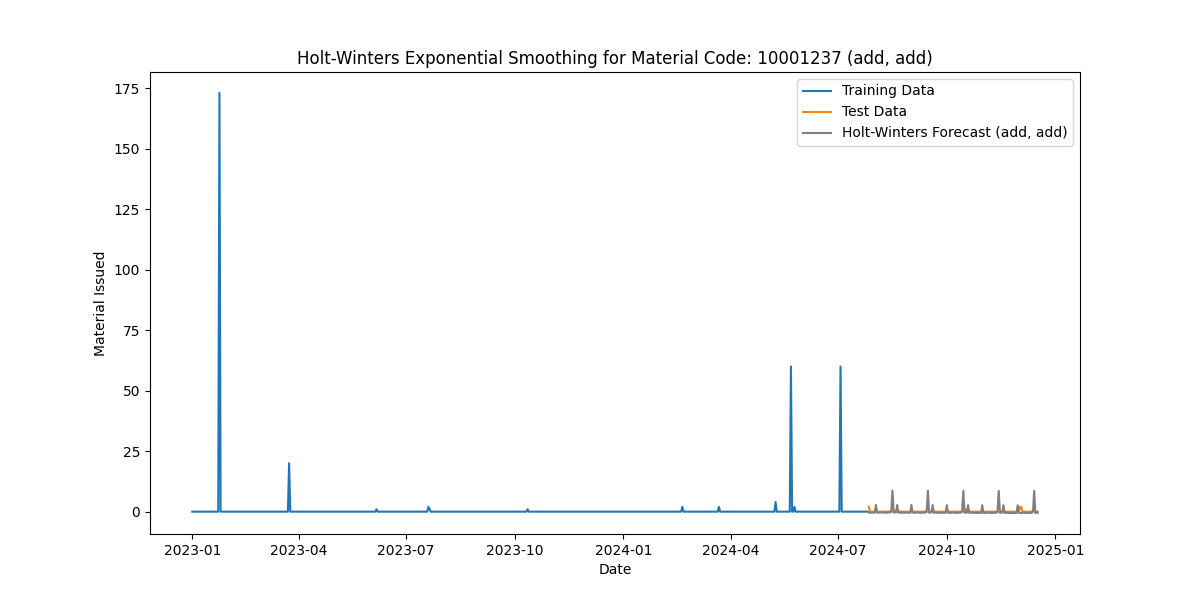 Holt-Winters Exponential Smoothing for Material Code: 10001237 (add, add)
Training Data
Test Data
Holt-Winters Forecast (add, add)
Material Issued
175
150
125
100
75
50
25
0
2023-01
2023-04
2023-07
2023-10
2024-01
2024-04
2024-07
2024-10
2025-01
Date